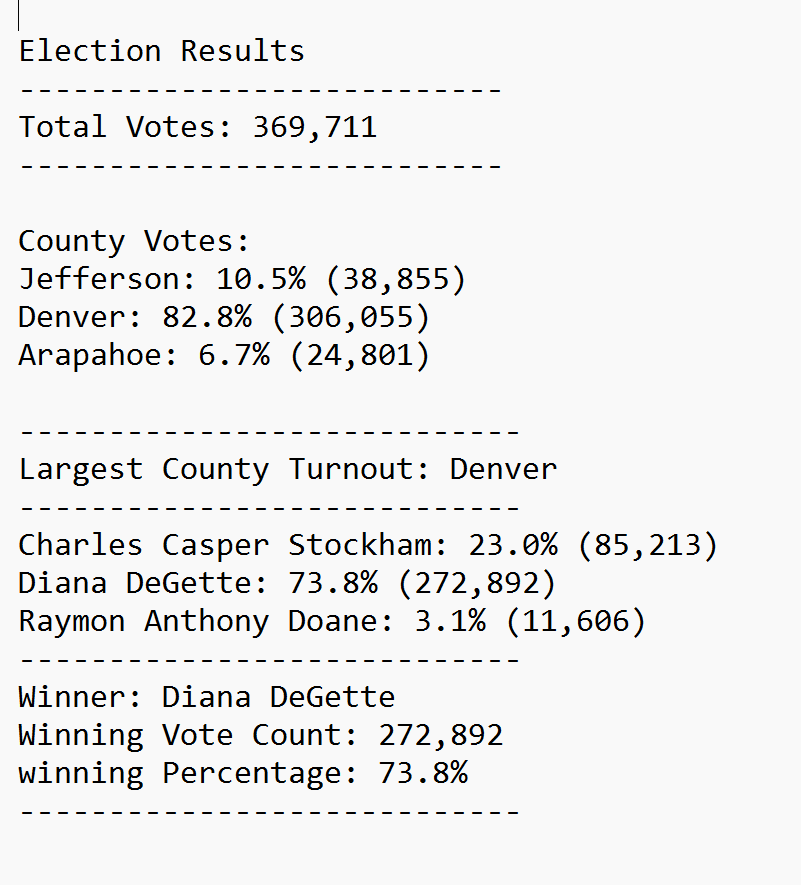 Election Results
---------------------------
Total Votes: 369,711
---------------------------
County Votes:
Jefferson: 10.5% (38,855)
Denver: 82.8% (306,055)
Arapahoe: 6.7% (24,801)
----------------------------
Largest County Turnout: Denver
----------------------------
Charles Casper Stockham: 23.0% (85,213)
Diana DeGette: 73.8% (272,892)
Raymon Anthony Doane: 3.1% (11,606)
----------------------------
Winner: Diana DeGette
Winning Vote Count: 272,892
winning Percentage: 73.8%
----------------------------